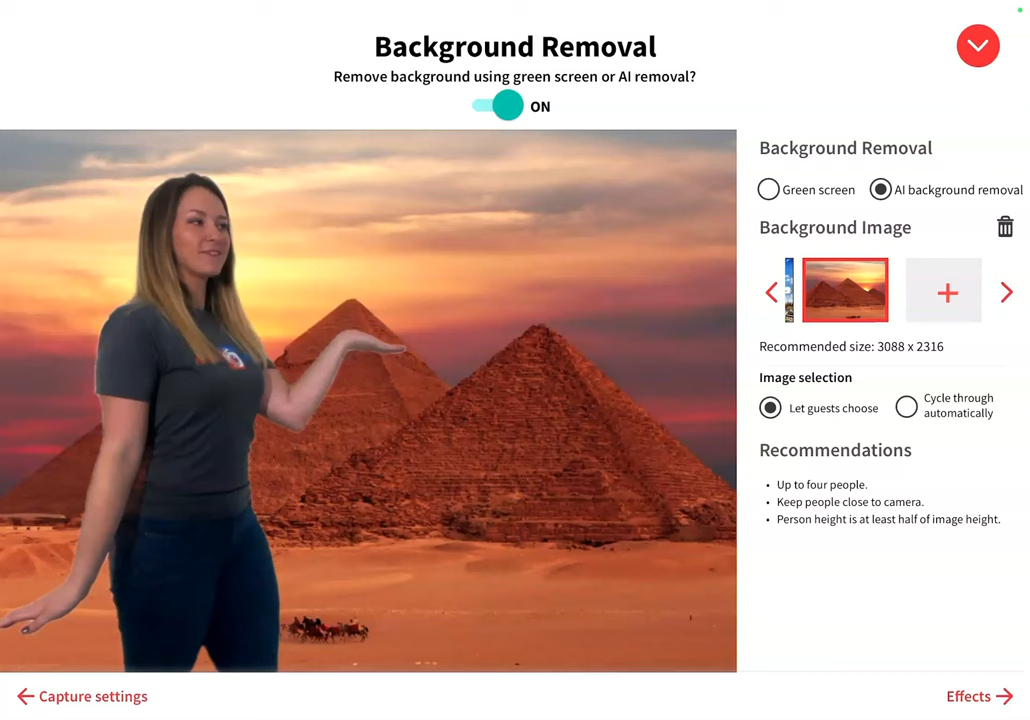 Background Removal
Remove background using green screen or AI removal?
ON
Background Removal
Green screen
AI background removal
Background Image
Recommended size: 3088 x 2316
Image selection
Let guests choose
Cycle through
automatically
Recommendations
• Up to four people.
• Keep people close to camera.
• Person height is at least half of image height.
Capture settings
Effects